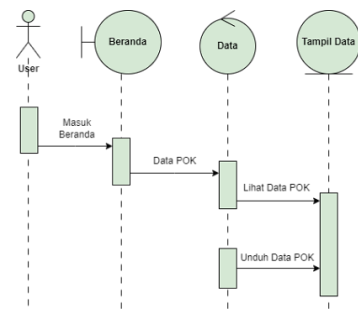 User
Beranda
Data
Tampil Data
Masuk
Beranda
Data POK
Lihat Data POK
Unduh Data POK